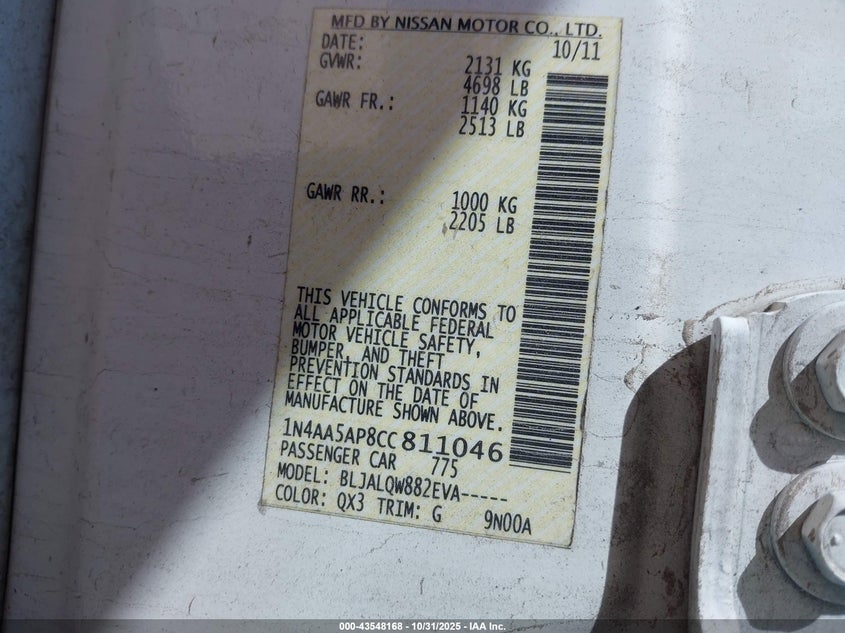 MFD BY NISSAN MOTOR CO., LTD.
DATE: 10/11
GVWR: 2131 KG
4698 LB
GAWR FR.: 1140 KG
2513 LB
GAWR RR.: 1000 KG
2205 LB
THIS VEHICLE CONFORMS TO
ALL APPLICABLE FEDERAL
MOTOR VEHICLE SAFETY,
BUMPER, AND THEFT
PREVENTION STANDARDS IN
EFFECT ON THE DATE OF
MANUFACTURE SHOWN ABOVE.
1N4AA5AP8CC811046
PASSENGER CAR 775
MODEL: BLJALQW882EVA-----
COLOR: QX3 TRIM: G 9N00A
000-43548168 - 10/31/2025 - IAA Inc.